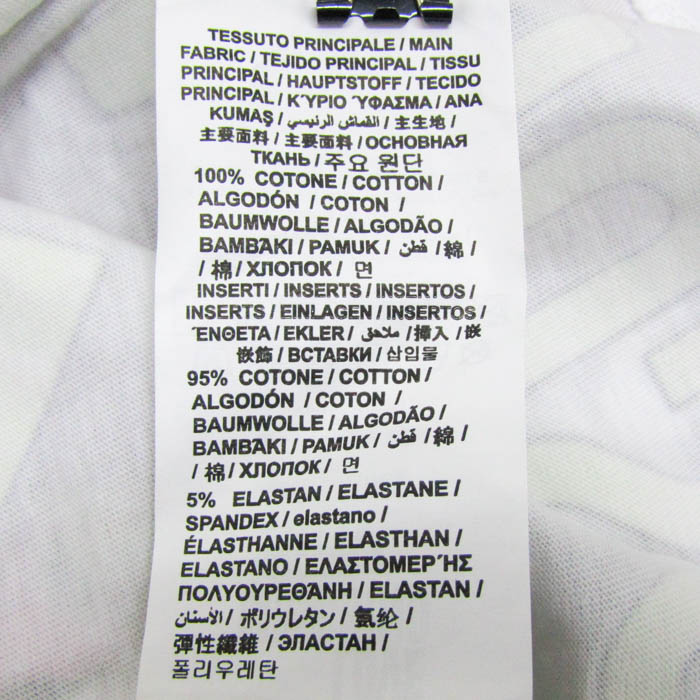 TESSUTO PRINCIPALE / MAIN
FABRIC / TEJIDO PRINCIPAL / TISSU
PRINCIPAL / HAUPTSTOFF / TECIDO
PRINCIPAL / ΚΎΡΙΟ ΎΦΑΣΜΑ / ANA
KUMAŞ / القماش الرئيسي / 主生地 /
主要面料 / 主要面料 / ОСНОВНАЯ
ТКАНЬ / 주요 원단
100% COTONE / COTTON /
ALGODÓN / COTON /
BAUMWOLLE / ALGODÃO /
ΒΑΜΒΆΚΙ / PAMUK / قطن / 綿 /
/ 棉 / ХЛОПОК / 면
INSERTI / INSERTS / INSERTOS /
INSERTS / EINLAGEN / INSERTOS /
ΈΝΘΕΤΑ / EKLER / ملاحق / 挿入 / 嵌
嵌飾 / ВСТАВКИ / 삽입물
95% COTONE / COTTON /
ALGODÓN / COTON /
BAUMWOLLE / ALGODÃO /
ΒΑΜΒΆΚΙ / PAMUK / قطن / 綿 /
/ 棉 / ХЛОПОК / 면
5% ELASTAN / ELASTANE /
SPANDEX / elastano /
ÉLASTHANNE / ELASTHAN /
ELASTANO / ΕΛΑΣΤΟΜΕΡΉΣ
ΠΟΛΥΟΥΡΕΘΆΝΗ / ELASTAN /
الأسنان / ポリウレタン / 氨纶 /
彈性纖維 / ЭЛАСТАН /
폴리우레탄